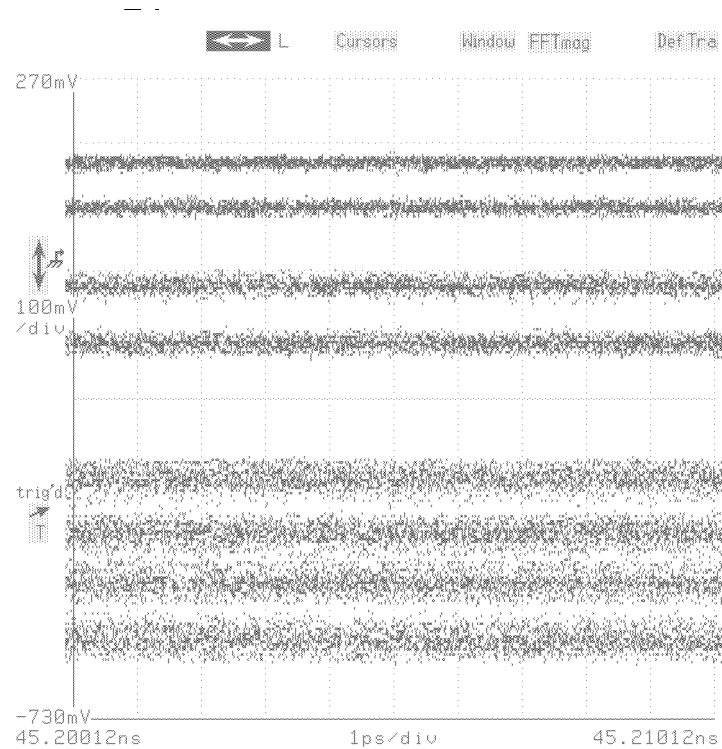 L Cursors Window FFTmag DefTra
270mV
100mV
/div
trig'd
T
-730mV
45.20012ns 1ps/div 45.21012ns